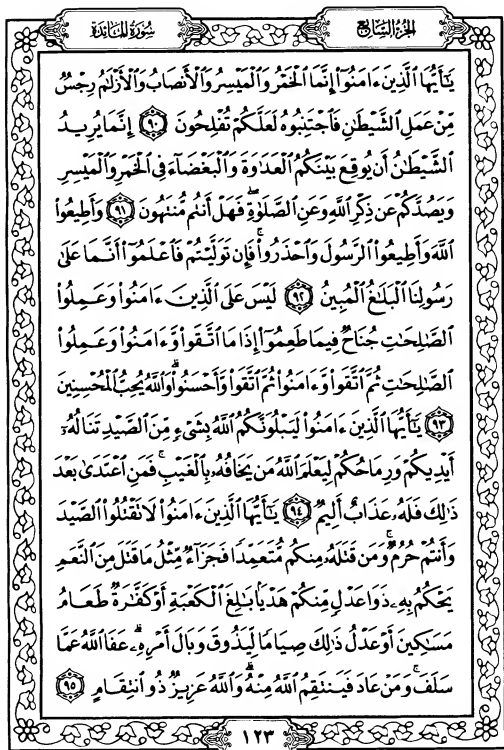 الجزء السابع
سورة المائدة
يَٰٓأَيُّهَا ٱلَّذِينَ ءَامَنُوٓا۟ إِنَّمَا ٱلْخَمْرُ وَٱلْمَيْسِرُ وَٱلْأَنصَابُ وَٱلْأَزْلَٰمُ رِجْسٌ
مِّنْ عَمَلِ ٱلشَّيْطَٰنِ فَٱجْتَنِبُوهُ لَعَلَّكُمْ تُفْلِحُونَ ٩٠ إِنَّمَا يُرِيدُ
ٱلشَّيْطَٰنُ أَن يُوقِعَ بَيْنَكُمُ ٱلْعَدَٰوَةَ وَٱلْبَغْضَآءَ فِى ٱلْخَمْرِ وَٱلْمَيْسِرِ
وَيَصُدَّكُمْ عَن ذِكْرِ ٱللَّهِ وَعَنِ ٱلصَّلَوٰةِ ۖ فَهَلْ أَنتُم مُّنتَهُونَ ٩١ وَأَطِيعُوا۟
ٱللَّهَ وَأَطِيعُوا۟ ٱلرَّسُولَ وَٱحْذَرُوا۟ ۚ فَإِن تَوَلَّيْتُمْ فَٱعْلَمُوٓا۟ أَنَّمَا عَلَىٰ
رَسُولِنَا ٱلْبَلَٰغُ ٱلْمُبِينُ ٩٢ لَيْسَ عَلَى ٱلَّذِينَ ءَامَنُوا۟ وَعَمِلُوا۟
ٱلصَّٰلِحَٰتِ جُنَاحٌ فِيمَا طَعِمُوٓا۟ إِذَا مَا ٱتَّقَوا۟ وَّءَامَنُوا۟ وَعَمِلُوا۟
ٱلصَّٰلِحَٰتِ ثُمَّ ٱتَّقَوا۟ وَّءَامَنُوا۟ ثُمَّ ٱتَّقَوا۟ وَّأَحْسَنُوا۟ ۗ وَٱللَّهُ يُحِبُّ ٱلْمُحْسِنِينَ
٩٣ يَٰٓأَيُّهَا ٱلَّذِينَ ءَامَنُوا۟ لَيَبْلُوَنَّكُمُ ٱللَّهُ بِشَىْءٍ مِّنَ ٱلصَّيْدِ تَنَالُهُۥٓ
أَيْدِيكُمْ وَرِمَاحُكُمْ لِيَعْلَمَ ٱللَّهُ مَن يَخَافُهُۥ بِٱلْغَيْبِ ۚ فَمَنِ ٱعْتَدَىٰ بَعْدَ
ذَٰلِكَ فَلَهُۥ عَذَابٌ أَلِيمٌ ٩٤ يَٰٓأَيُّهَا ٱلَّذِينَ ءَامَنُوا۟ لَا تَقْتُلُوا۟ ٱلصَّيْدَ
وَأَنتُمْ حُرُمٌ ۚ وَمَن قَتَلَهُۥ مِنكُم مُّتَعَمِّدًا فَجَزَآءٌ مِّثْلُ مَا قَتَلَ مِنَ ٱلنَّعَمِ
يَحْكُمُ بِهِۦ ذَوَا عَدْلٍ مِّنكُمْ هَدْيًۢا بَٰلِغَ ٱلْكَعْبَةِ أَوْ كَفَّٰرَةٌ طَعَامُ
مَسَٰكِينَ أَوْ عَدْلُ ذَٰلِكَ صِيَامًا لِّيَذُوقَ وَبَالَ أَمْرِهِۦ ۗ عَفَا ٱللَّهُ عَمَّا
سَلَفَ ۚ وَمَنْ عَادَ فَيَنتَقِمُ ٱللَّهُ مِنْهُ ۗ وَٱللَّهُ عَزِيزٌ ذُو ٱنتِقَامٍ ٩٥
١٢٣